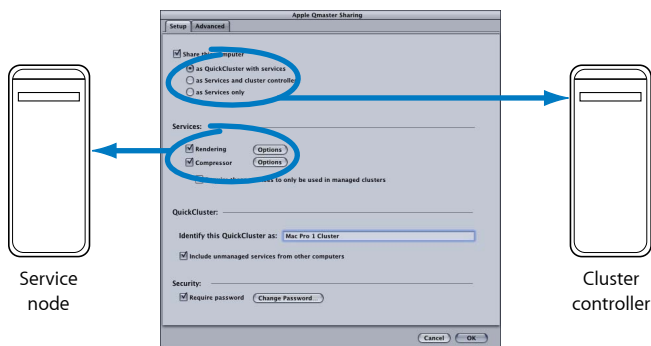 Apple Qmaster Sharing
Setup Advanced
Share this computer
as QuickCluster with services
as Services and cluster controller
as Services only
Services:
Rendering Options
Compressor Options
to only be used in managed clusters
QuickCluster:
Identify this QuickCluster as: Mac Pro 1 Cluster
Include unmanaged services from other computers
Security:
Require password Change Password...
Cancel OK
Service
node
Cluster
controller